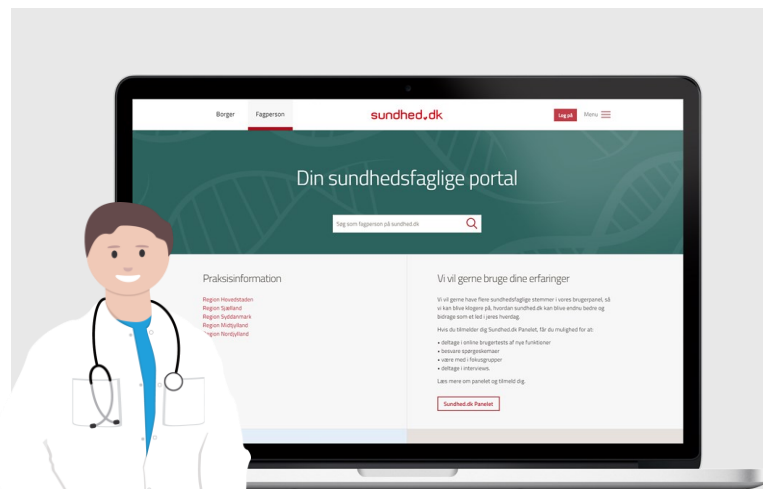 Borger
Fagperson
sundhed.dk
Log på
Menu
Din sundhedsfaglige portal
Søg som fagperson på sundhed.dk
Praksisinformation
Region Hovedstaden
Region Sjælland
Region Syddanmark
Region Midtjylland
Region Nordjylland
Vi vil gerne bruge dine erfaringer
Vi vil gerne have flere sundhedsfaglige stemmer i vores brugerpanel, så
vi kan blive klogere på, hvordan sundhed.dk kan blive endnu bedre og
bidrage som et led i jeres hverdag.
Hvis du tilmelder dig Sundhed.dk Panelet, får du mulighed for at:
• deltage i online brugertests af nye funktioner
• besvare spørgeskemaer
• være med i fokusgrupper
• deltage i interviews.
Læs mere om panelet og tilmeld dig.
Sundhed.dk Panelet